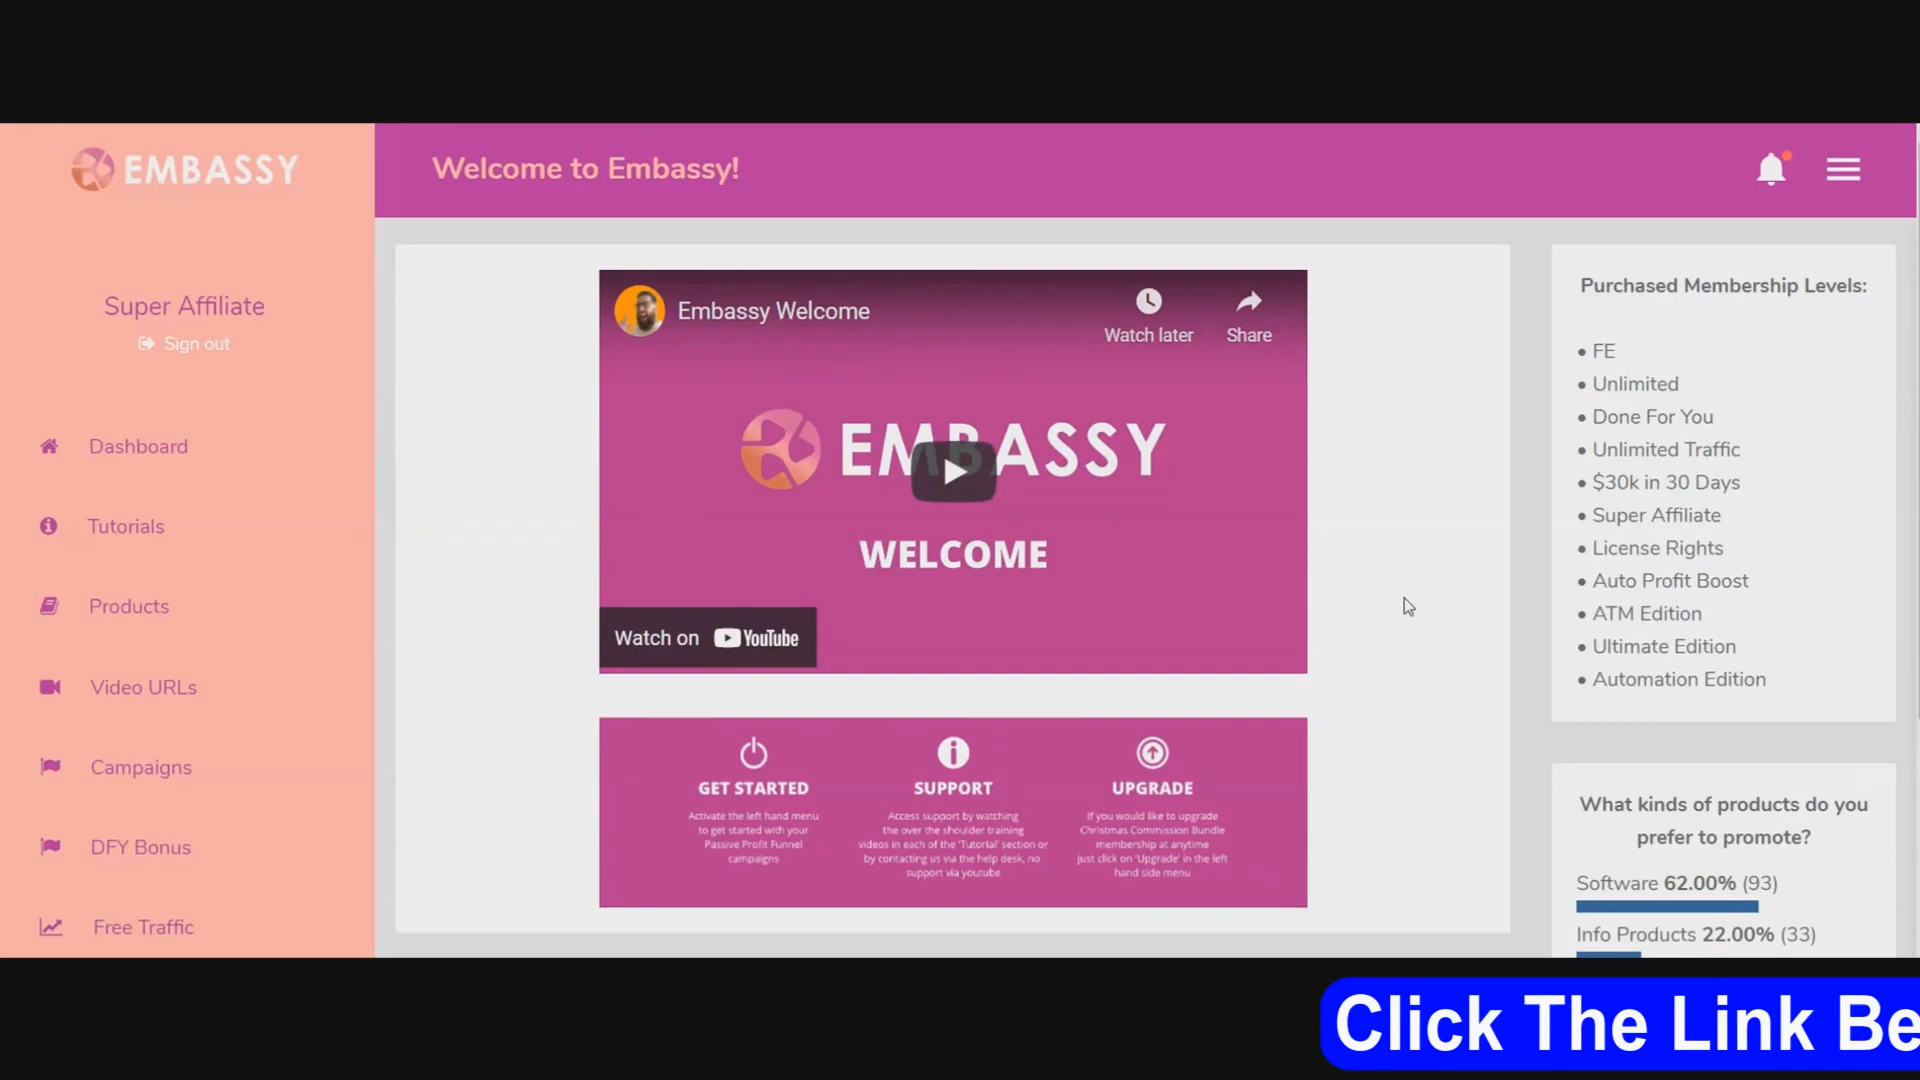 EMBASSY
Welcome to Embassy!
Super Affiliate
Sign out
Dashboard
Tutorials
Products
Video URLs
Campaigns
DFY Bonus
Free Traffic
Embassy Welcome
Watch later
Share
EMBASSY
WELCOME
Watch on YouTube
GET STARTED
Activate the left hand menu
to get started with your
Passive Profit Funnel
campaigns
SUPPORT
Access support by watching
the over the shoulder training
videos in each of the 'Tutorial' section or
by contacting us via the help desk, no
support via youtube
UPGRADE
If you would like to upgrade
Christmas Commission Bundle
membership at anytime
just click on 'Upgrade' in the left
hand side menu
Purchased Membership Levels:
• FE
• Unlimited
• Done For You
• Unlimited Traffic
• $30k in 30 Days
• Super Affiliate
• License Rights
• Auto Profit Boost
• ATM Edition
• Ultimate Edition
• Automation Edition
What kinds of products do you
prefer to promote?
Software 62.00% (93)
Info Products 22.00% (33)
Click The Link Be